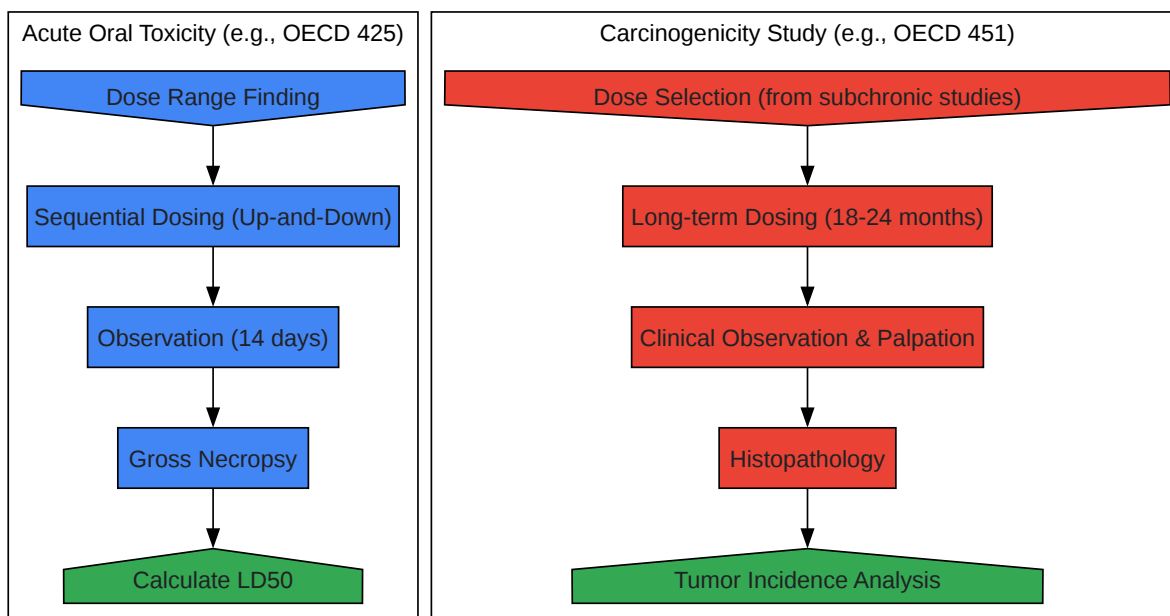 Acute Oral Toxicity (e.g., OECD 425)
Dose Range Finding
Sequential Dosing (Up-and-Down)
Observation (14 days)
Gross Necropsy
Calculate LD50
Carcinogenicity Study (e.g., OECD 451)
Dose Selection (from subchronic studies)
Long-term Dosing (18-24 months)
Clinical Observation & Palpation
Histopathology
Tumor Incidence Analysis